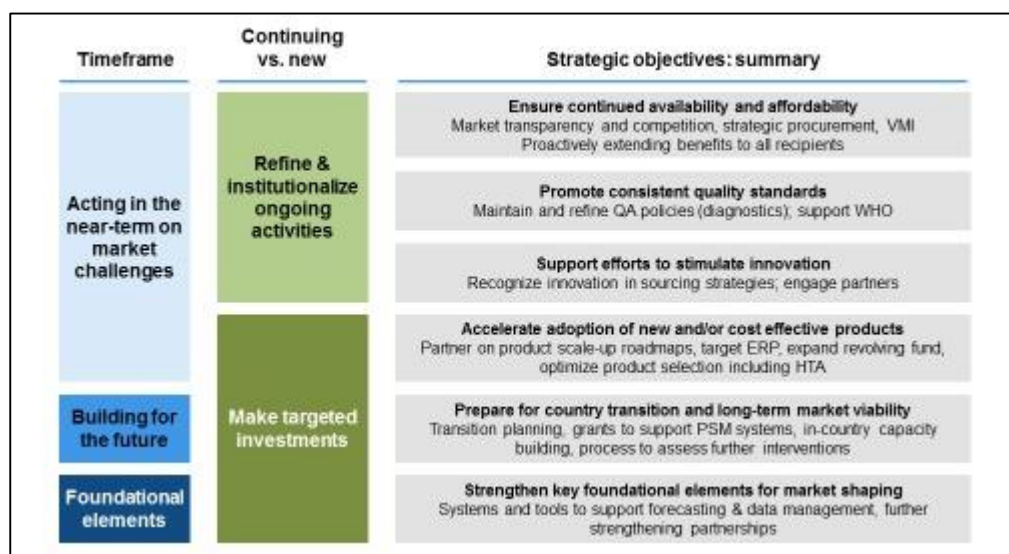 Timeframe
Continuing
vs. new
Strategic objectives: summary
Acting in the
near-term on
market
challenges
Building for
the future
Foundational
elements
Refine &
institutionalize
ongoing
activities
Make targeted
investments
Ensure continued availability and affordability
Market transparency and competition, strategic procurement, VMI
Proactively extending benefits to all recipients
Promote consistent quality standards
Maintain and refine QA policies (diagnostics); support WHO
Support efforts to stimulate innovation
Recognize innovation in sourcing strategies; engage partners
Accelerate adoption of new and/or cost effective products
Partner on product scale-up roadmaps, target ERP, expand revolving fund,
optimize product selection including HTA
Prepare for country transition and long-term market viability
Transition planning, grants to support PSM systems, in-country capacity
building, process to assess further interventions
Strengthen key foundational elements for market shaping
Systems and tools to support forecasting & data management, further
strengthening partnerships